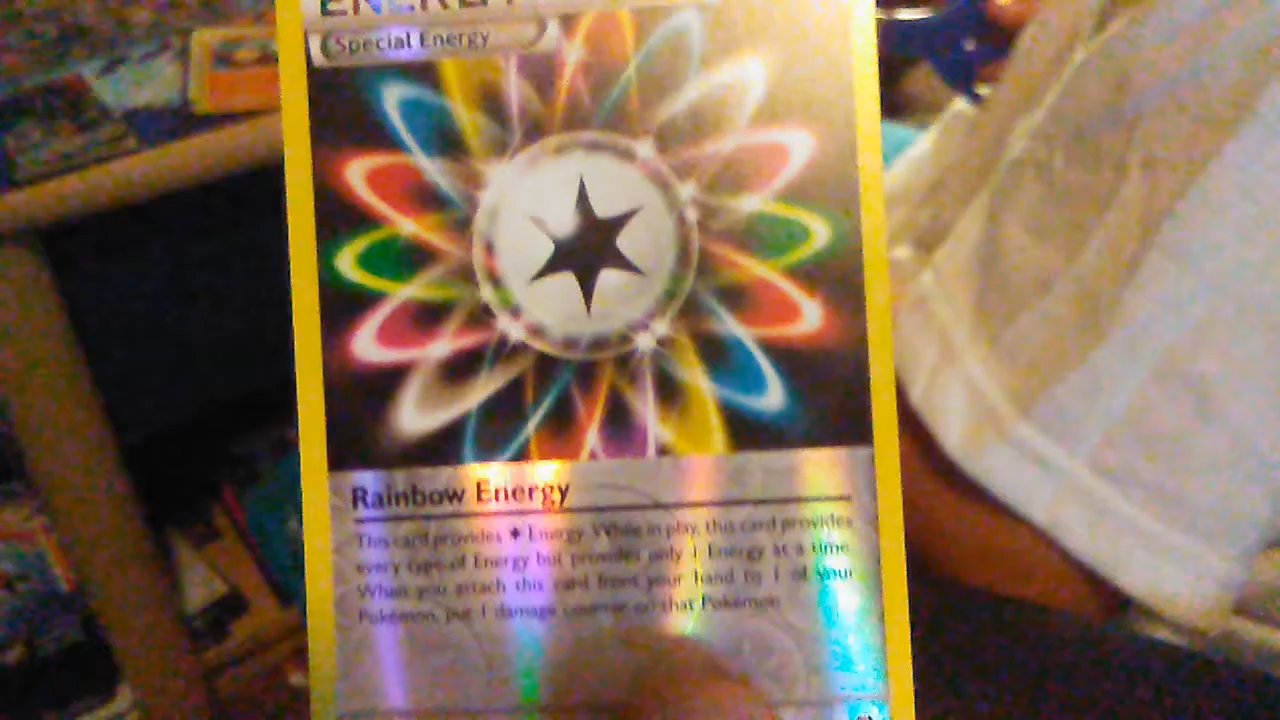 ENERGY
Special Energy
Rainbow Energy
This card provides Energy. While in play, this card provides
every type of Energy but provides only 1 Energy at a time.
When you attach this card from your hand to 1 of your
Pokémon, put 1 damage counter on that Pokémon.